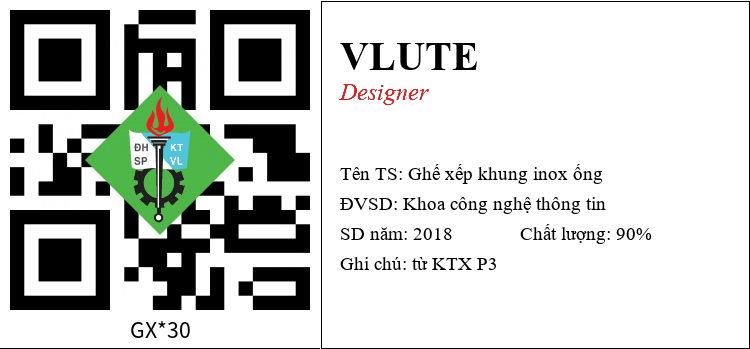 ĐH KT
SP VL
GX*30
VLUTE
Designer
Tên TS: Ghế xếp khung inox ống
ĐVSD: Khoa công nghệ thông tin
SD năm: 2018 Chất lượng: 90%
Ghi chú: từ KTX P3